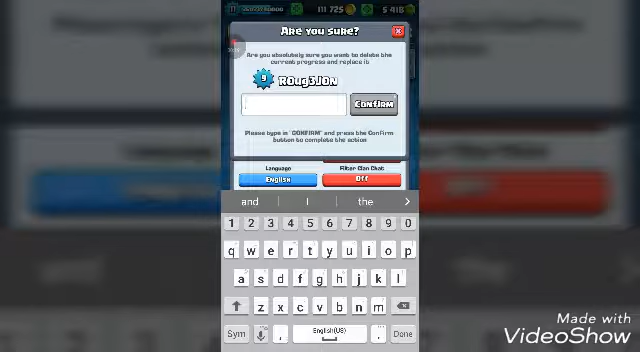 11
111 725
5 418
Are you sure?
Are you absolutely sure you want to delete the
current progress and replace it
9 ROug3JON
Confirm
Please type in "CONFIRM" and press the Confirm
button to complete the action
Language Filter Clan Chat
English Off
and I the
1 2 3 4 5 6 7 8 9 0
q w e r t y u i o p
a s d f g h j k l
z x c v b n m
Sym , English(US) . Done
Made with
VideoShow